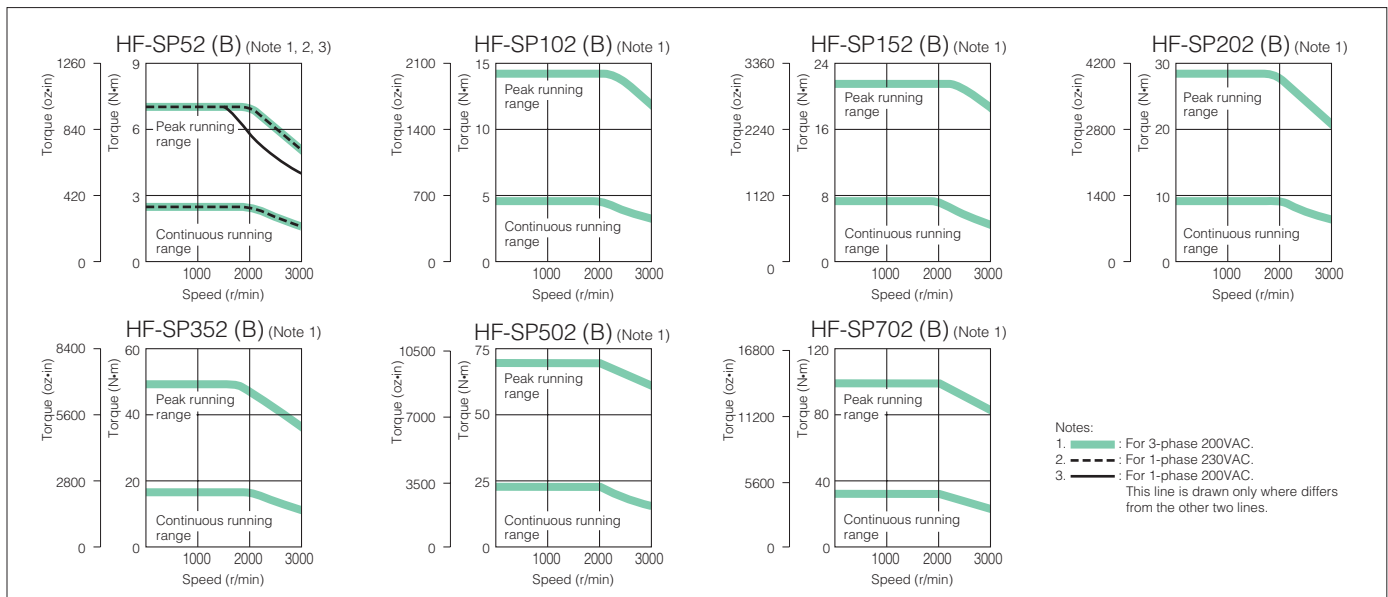 HF-SP52 (B) (Note 1, 2, 3)
Torque (oz•in)
1260
840
420
0
Torque (N•m)
9
6
3
0
Peak running
range
Continuous running
range
1000 2000 3000
Speed (r/min)
HF-SP102 (B) (Note 1)
Torque (oz•in)
2100
1400
700
0
Torque (N•m)
15
10
5
0
Peak running
range
Continuous running
range
1000 2000 3000
Speed (r/min)
HF-SP152 (B) (Note 1)
Torque (oz•in)
3360
2240
1120
0
Torque (N•m)
24
16
8
0
Peak running
range
Continuous running
range
1000 2000 3000
Speed (r/min)
HF-SP202 (B) (Note 1)
Torque (oz•in)
4200
2800
1400
0
Torque (N•m)
30
20
10
0
Peak running
range
Continuous running
range
1000 2000 3000
Speed (r/min)
HF-SP352 (B) (Note 1)
Torque (oz•in)
8400
5600
2800
0
Torque (N•m)
60
40
20
0
Peak running
range
Continuous running
range
1000 2000 3000
Speed (r/min)
HF-SP502 (B) (Note 1)
Torque (oz•in)
10500
7000
3500
0
Torque (N•m)
75
50
25
0
Peak running
range
Continuous running
range
1000 2000 3000
Speed (r/min)
HF-SP702 (B) (Note 1)
Torque (oz•in)
16800
11200
5600
0
Torque (N•m)
120
80
40
0
Peak running
range
Continuous running
range
1000 2000 3000
Speed (r/min)
Notes:
1. : For 3-phase 200VAC.
2. : For 1-phase 230VAC.
3. : For 1-phase 200VAC.
This line is drawn only where differs
from the other two lines.